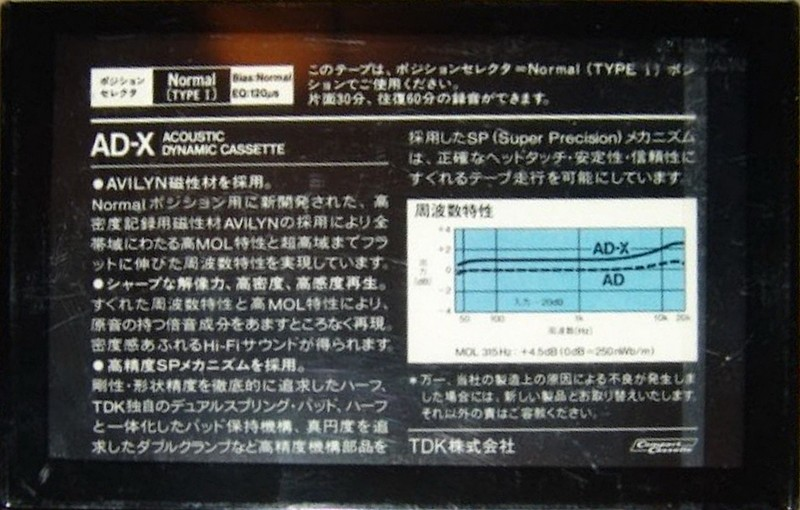 ポジション
セレクタ
Normal
(TYPE I)
Bias:Normal
EQ:120μs
このテープは、ポジションセレクタ=Normal (TYPE I) ポジ
ションでご使用ください。
片面30分、往復60分の録音ができます。
AD-X ACOUSTIC
DYNAMIC CASSETTE
●AVILYN磁性材を採用。
Normalポジション用に新開発された、高
密度記録用磁性材AVILYNの採用により全
帯域にわたる高MOL特性と超高域までフラ
ットに伸びた周波数特性を実現しています。
●シャープな解像力、高密度、高感度再生。
すぐれた周波数特性と高MOL特性により、
原音の持つ倍音成分をあますところなく再現。
密度感あふれるHi-Fiサウンドが得られます。
●高精度SPメカニズムを採用。
剛性・形状精度を徹底的に追求したハーフ、
TDK独自のデュアルスプリング・パッド、ハーフ
と一体化したパッド保持機構、真円度を追
求したダブルクランプなど高精度機構部品を
採用したSP(Super Precision)メカニズム
は、正確なヘッドタッチ・安定性・信頼性に
すぐれるテープ走行を可能にしています。
周波数特性
+4
+2
0
-2
-4
出力(dB)
AD-X
AD
入力 -20dB
50 100 1k 10k 20k
周波数(Hz)
MOL 315Hz: +4.5dB (0dB=250nWb/m)
*万一、当社の製造上の原因による不良が発生しま
した場合には、新しい製品とお取り替えいたします。
それ以外の責はご容赦ください。
TDK株式会社
Compact
Cassette